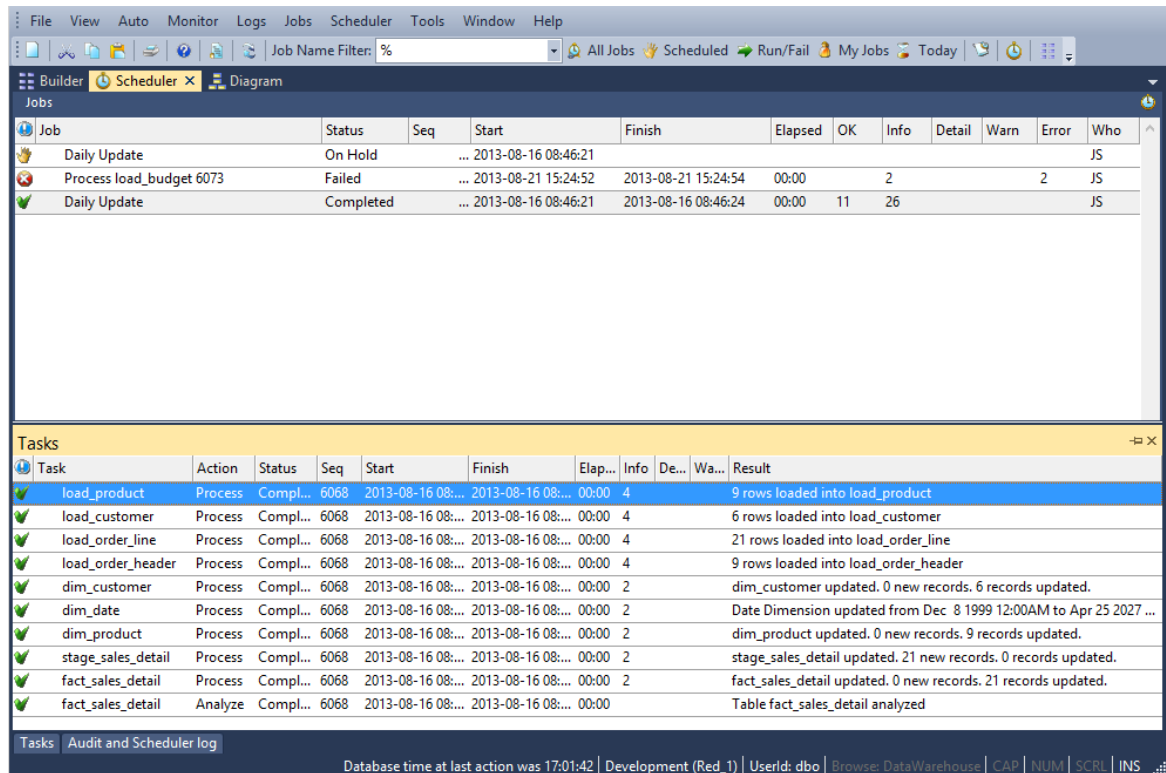 File View Auto Monitor Logs Jobs Scheduler Tools Window Help
Job Name Filter: % All Jobs Scheduled Run/Fail My Jobs Today
Builder Scheduler Diagram
Jobs
Job Status Seq Start Finish Elapsed OK Info Detail Warn Error Who
Daily Update On Hold ... 2013-08-16 08:46:21 JS
Process load_budget 6073 Failed ... 2013-08-21 15:24:52 2013-08-21 15:24:54 00:00 2 2 JS
Daily Update Completed ... 2013-08-16 08:46:21 2013-08-16 08:46:24 00:00 11 26 JS
Tasks
Task Action Status Seq Start Finish Elap... Info De... Wa... Result
load_product Process Compl... 6068 2013-08-16 08:... 2013-08-16 08:... 00:00 4 9 rows loaded into load_product
load_customer Process Compl... 6068 2013-08-16 08:... 2013-08-16 08:... 00:00 4 6 rows loaded into load_customer
load_order_line Process Compl... 6068 2013-08-16 08:... 2013-08-16 08:... 00:00 4 21 rows loaded into load_order_line
load_order_header Process Compl... 6068 2013-08-16 08:... 2013-08-16 08:... 00:00 4 9 rows loaded into load_order_header
dim_customer Process Compl... 6068 2013-08-16 08:... 2013-08-16 08:... 00:00 2 dim_customer updated. 0 new records. 6 records updated.
dim_date Process Compl... 6068 2013-08-16 08:... 2013-08-16 08:... 00:00 2 Date Dimension updated from Dec 8 1999 12:00AM to Apr 25 2027 ...
dim_product Process Compl... 6068 2013-08-16 08:... 2013-08-16 08:... 00:00 2 dim_product updated. 0 new records. 9 records updated.
stage_sales_detail Process Compl... 6068 2013-08-16 08:... 2013-08-16 08:... 00:00 2 stage_sales_detail updated. 21 new records. 0 records updated.
fact_sales_detail Process Compl... 6068 2013-08-16 08:... 2013-08-16 08:... 00:00 2 fact_sales_detail updated. 0 new records. 21 records updated.
fact_sales_detail Analyze Compl... 6068 2013-08-16 08:... 2013-08-16 08:... 00:00 Table fact_sales_detail analyzed
Tasks Audit and Scheduler log
Database time at last action was 17:01:42 Development (Red_1) UserId: dbo Browse: DataWarehouse CAP NUM SCRL INS